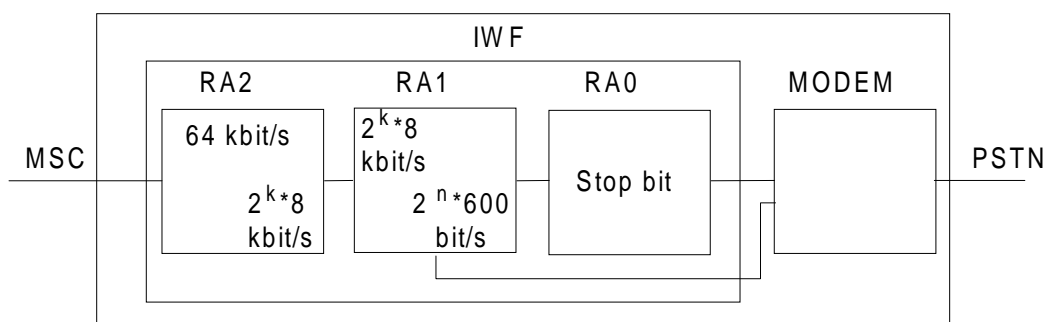 IWF
RA2 RA1 RA0 MODEM
MSC
64 kbit/s
2^k*8
kbit/s
2^k*8
kbit/s
2^n*600
bit/s
Stop bit
PSTN